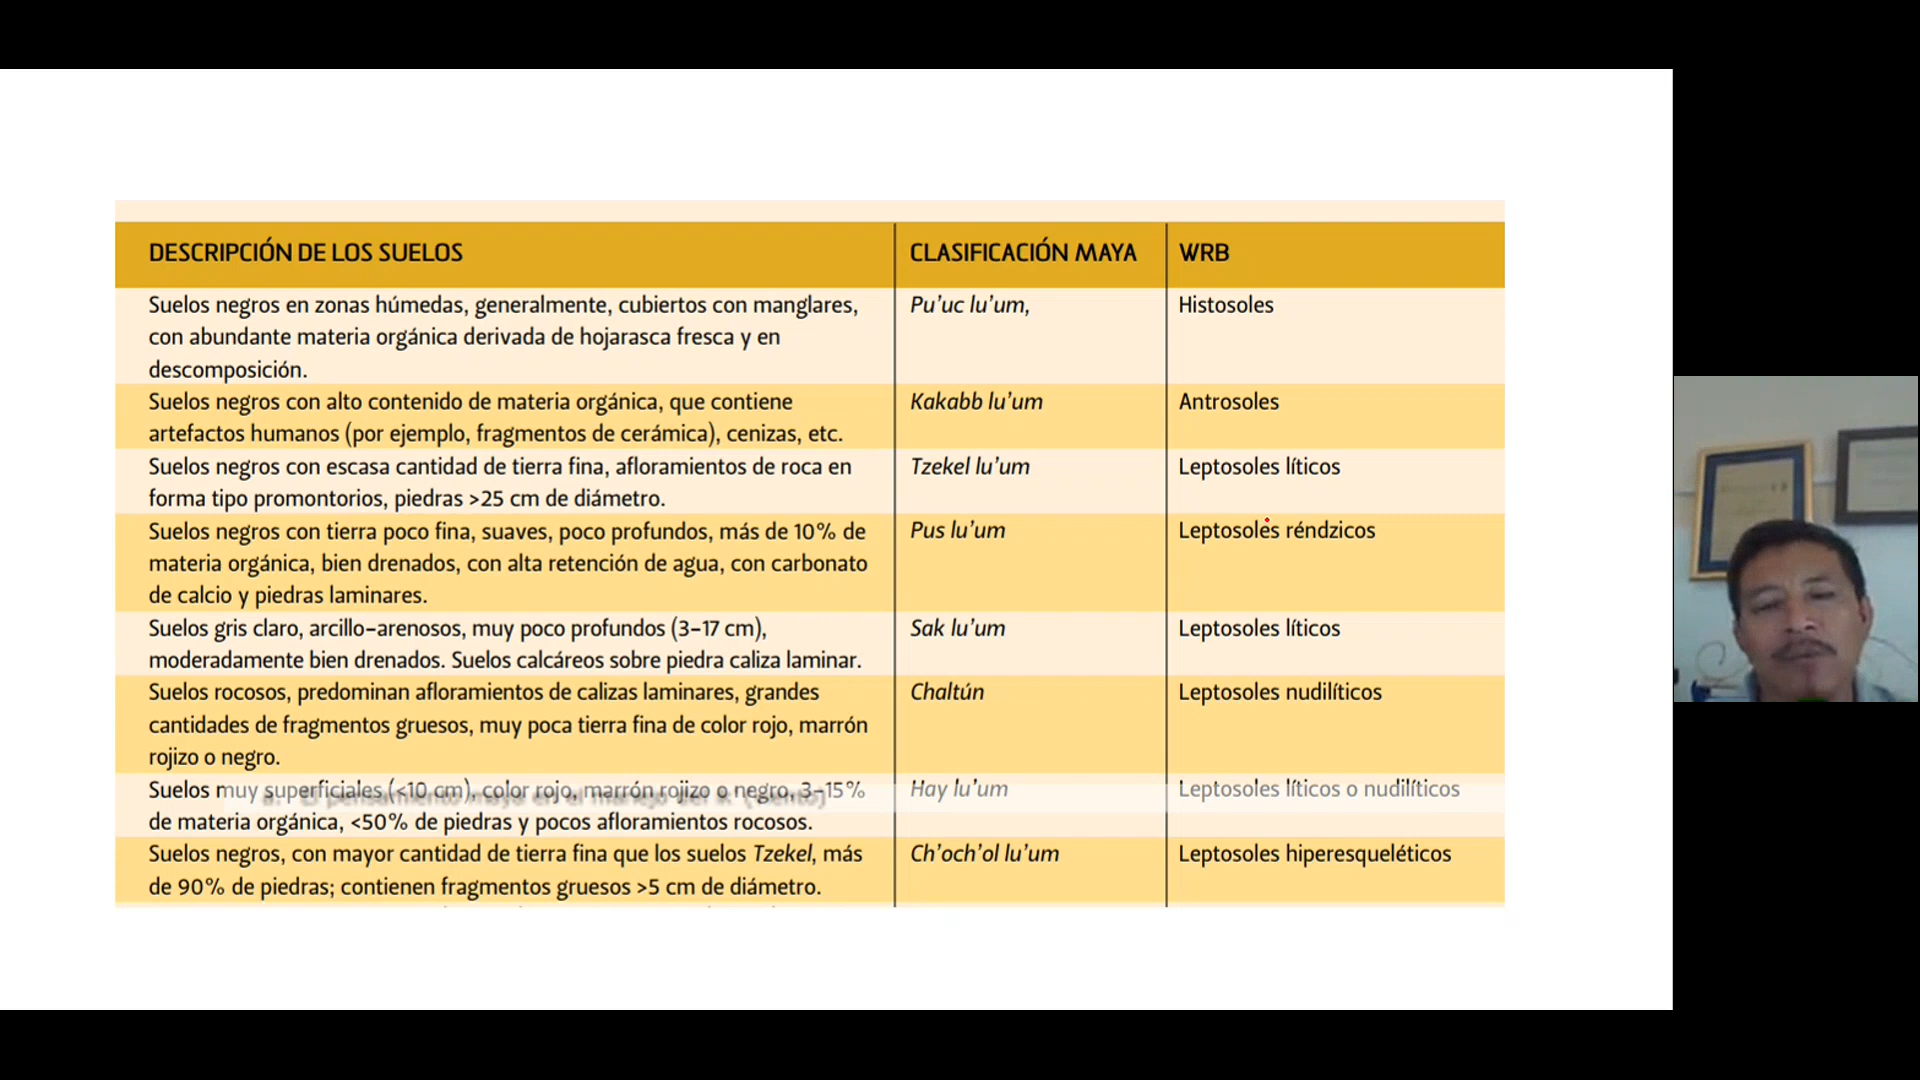 DESCRIPCIÓN DE LOS SUELOS
CLASIFICACIÓN MAYA
WRB
Suelos negros en zonas húmedas, generalmente, cubiertos con manglares,
con abundante materia orgánica derivada de hojarasca fresca y en
descomposición.
Pu’uc lu’um,
Histosoles
Suelos negros con alto contenido de materia orgánica, que contiene
artefactos humanos (por ejemplo, fragmentos de cerámica), cenizas, etc.
Kakabb lu’um
Antrosoles
Suelos negros con escasa cantidad de tierra fina, afloramientos de roca en
forma tipo promontorios, piedras >25 cm de diámetro.
Tzekel lu’um
Leptosoles líticos
Suelos negros con tierra poco fina, suaves, poco profundos, más de 10% de
materia orgánica, bien drenados, con alta retención de agua, con carbonato
de calcio y piedras laminares.
Pus lu’um
Leptosoles réndzicos
Suelos gris claro, arcillo-arenosos, muy poco profundos (3-17 cm),
moderadamente bien drenados. Suelos calcáreos sobre piedra caliza laminar.
Sak lu’um
Leptosoles líticos
Suelos rocosos, predominan afloramientos de calizas laminares, grandes
cantidades de fragmentos gruesos, muy poca tierra fina de color rojo, marrón
rojizo o negro.
Chaltún
Leptosoles nudilíticos
Suelos muy superficiales (<10 cm), color rojo, marrón rojizo o negro, 3-15%
de materia orgánica, <50% de piedras y pocos afloramientos rocosos.
Hay lu’um
Leptosoles líticos o nudilíticos
Suelos negros, con mayor cantidad de tierra fina que los suelos Tzekel, más
de 90% de piedras; contienen fragmentos gruesos >5 cm de diámetro.
Ch’och’ol lu’um
Leptosoles hiperesqueléticos